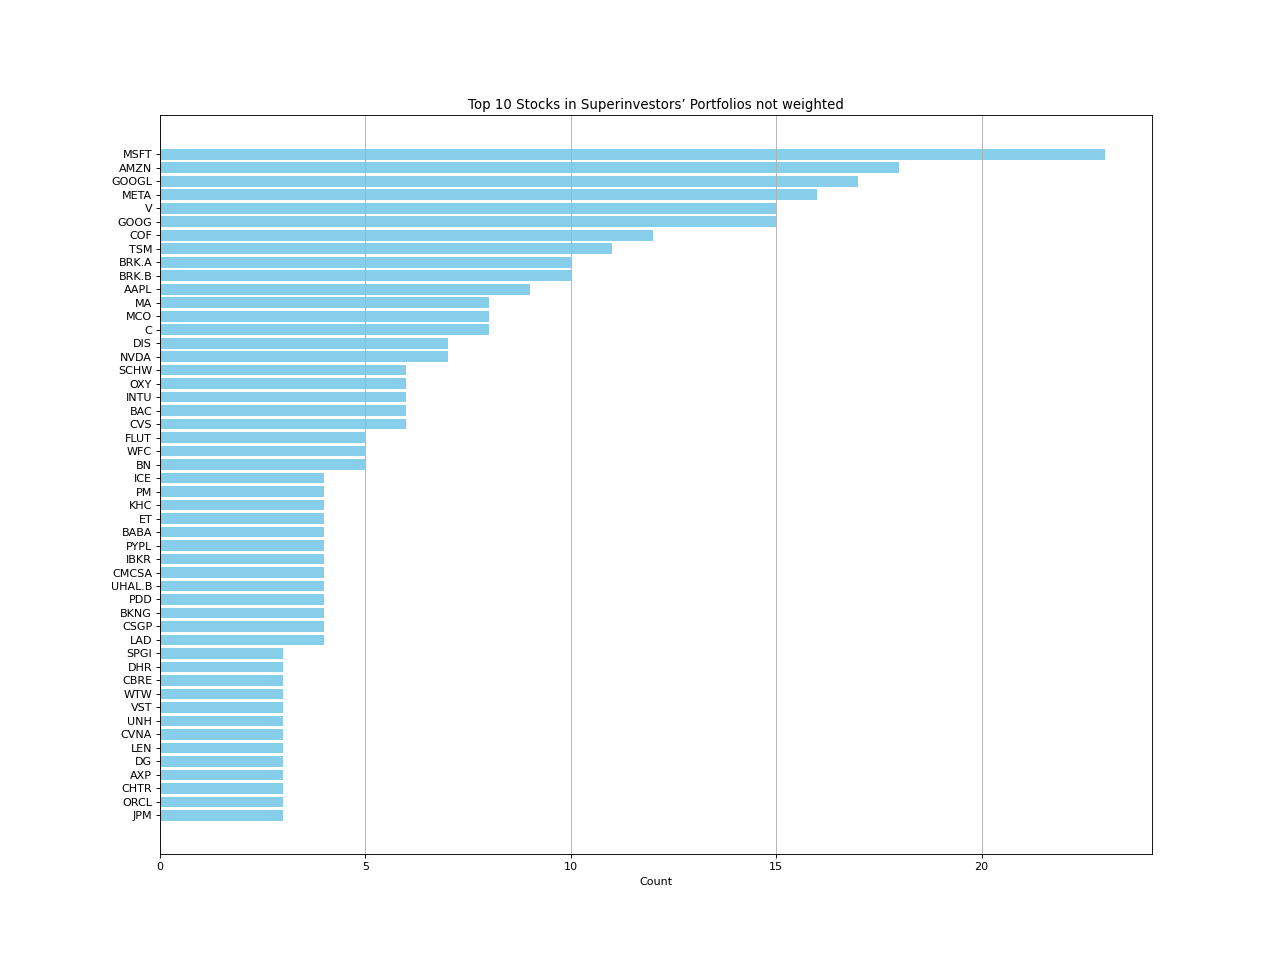 Top 10 Stocks in Superinvestors’ Portfolios not weighted
MSFT
AMZN
GOOGL
META
V
GOOG
COF
TSM
BRK.A
BRK.B
AAPL
MA
MCO
C
DIS
NVDA
SCHW
OXY
INTU
BAC
CVS
FLUT
WFC
BN
ICE
PM
KHC
ET
BABA
PYPL
IBKR
CMCSA
UHAL.B
PDD
BKNG
CSGP
LAD
SPGI
DHR
CBRE
WTW
VST
UNH
CVNA
LEN
DG
AXP
CHTR
ORCL
JPM
0 5 10 15 20
Count